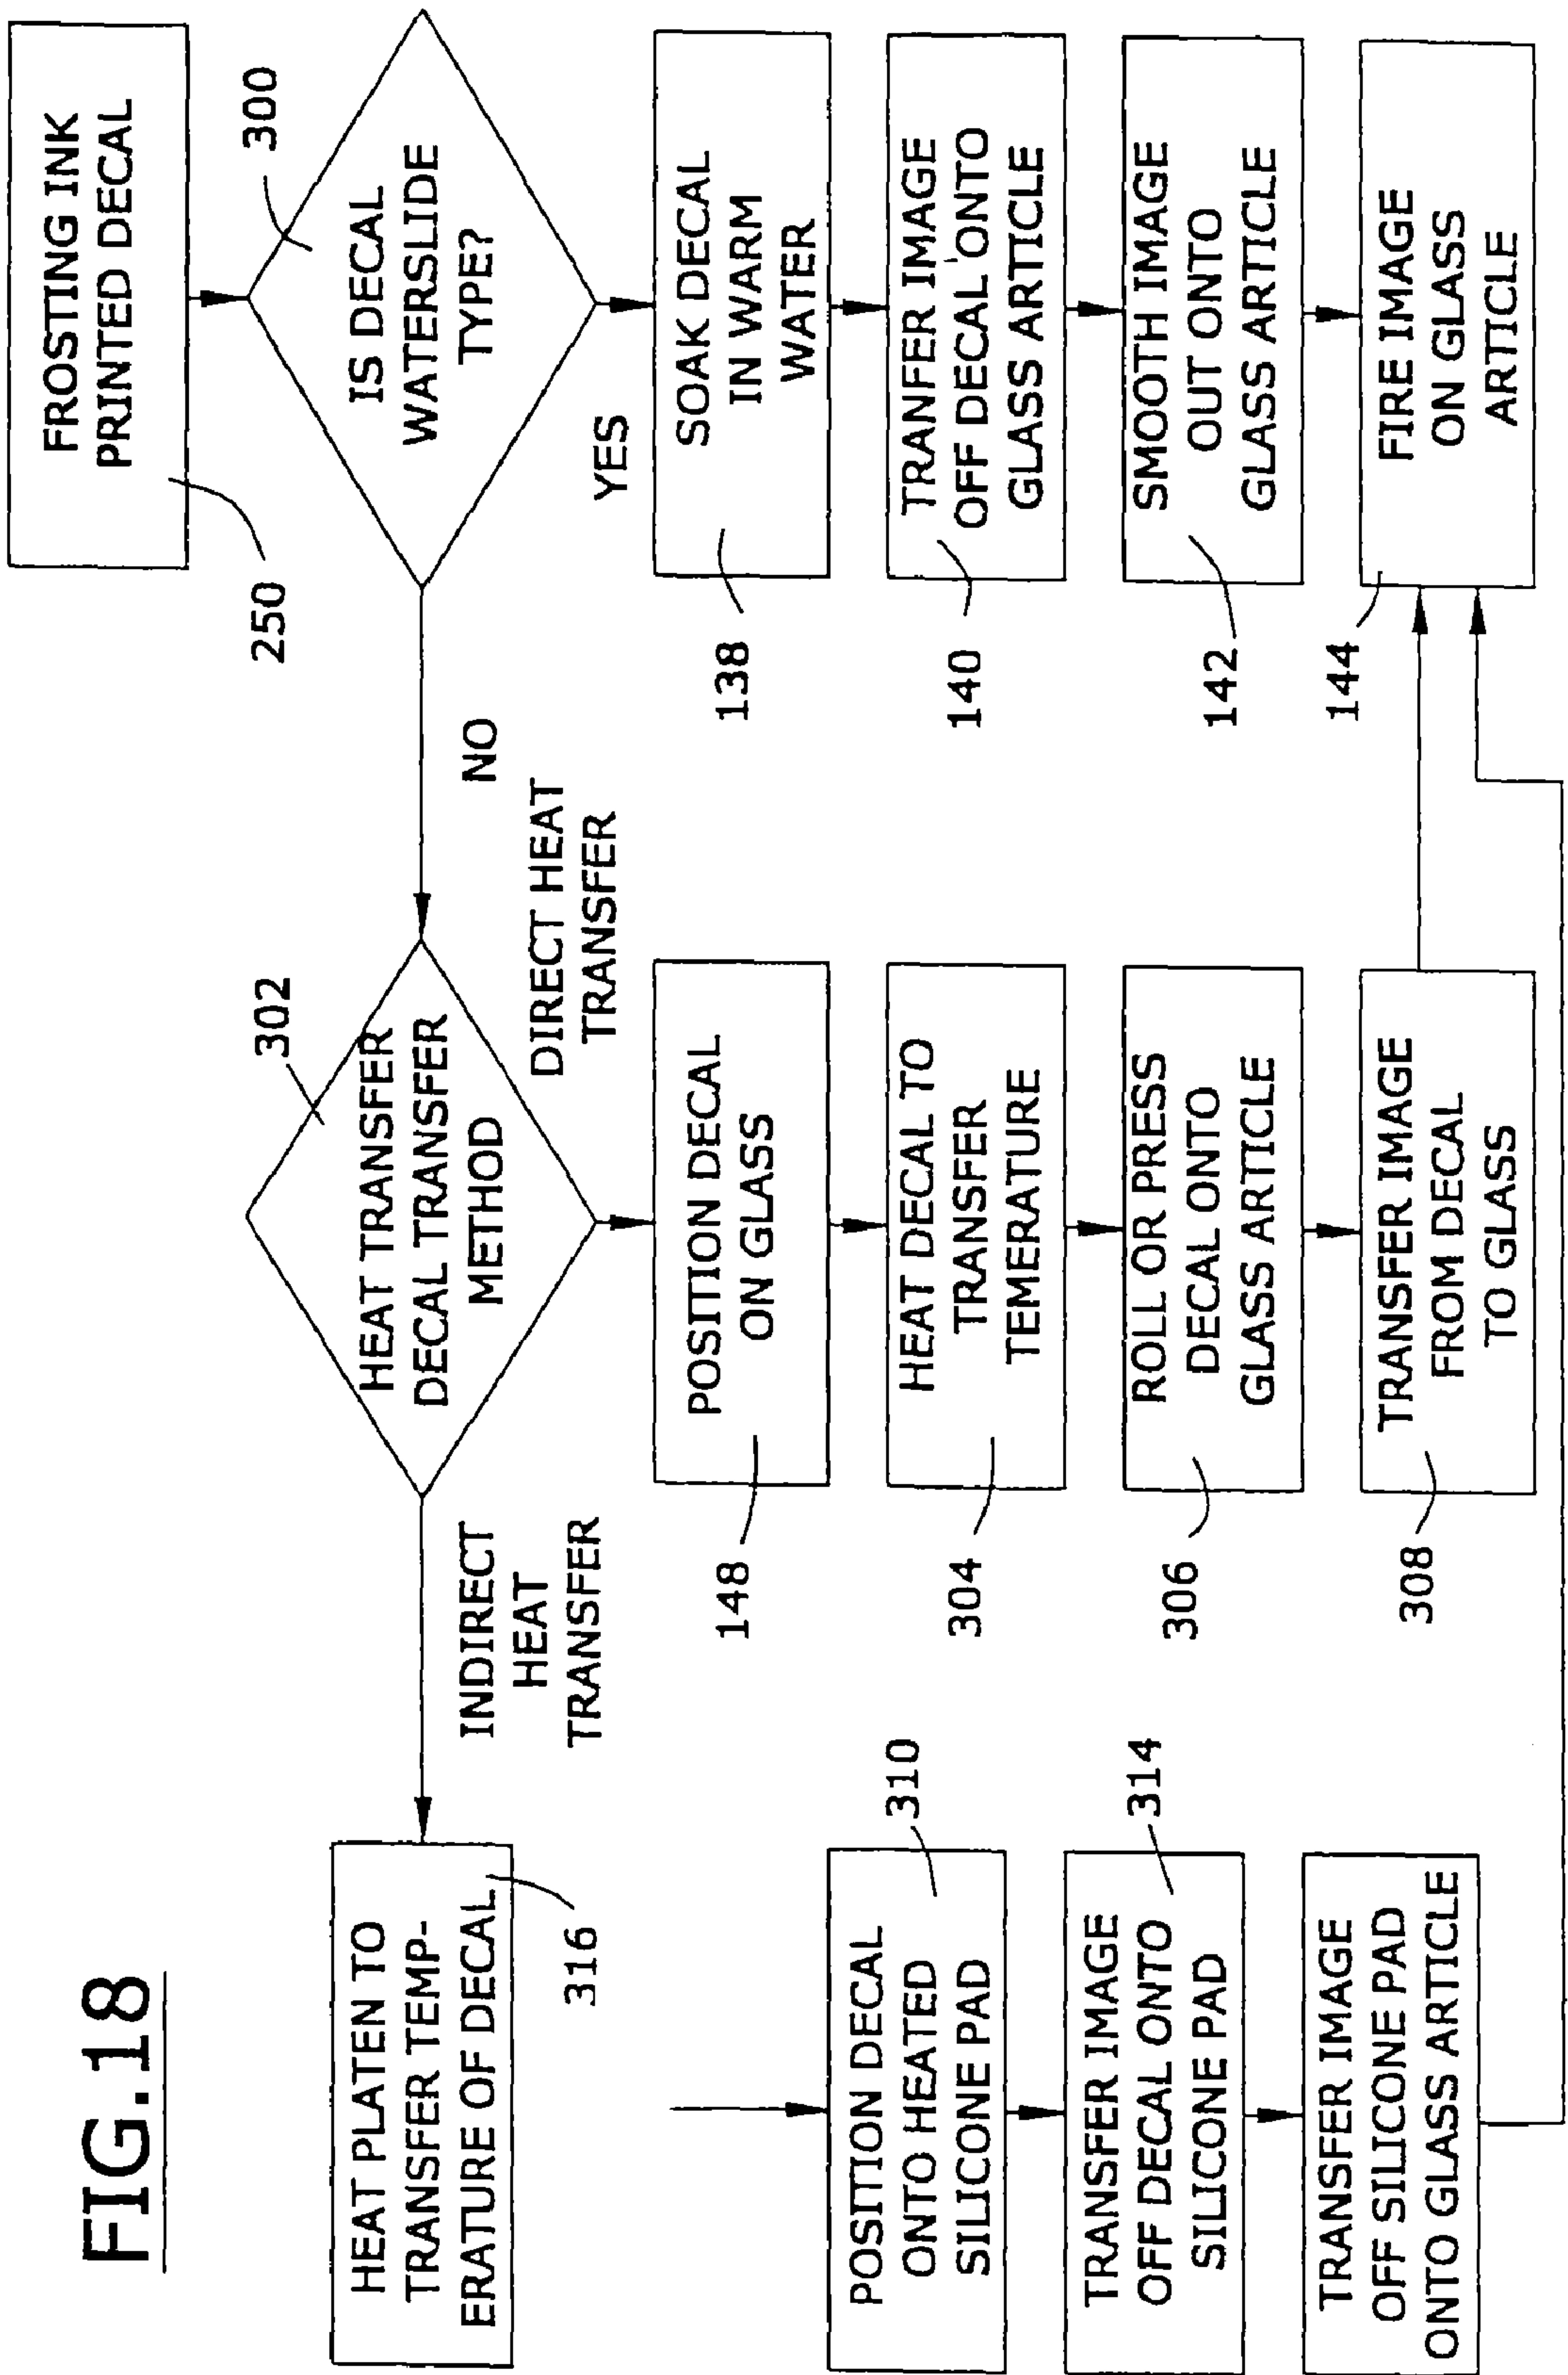 FIG.18
FROSTING INK
PRINTED DECAL
250
IS DECAL
WATERSLIDE
TYPE?
300
YES
NO
SOAK DECAL
IN WARM
WATER
138
TRANFER IMAGE
OFF DECAL ONTO
GLASS ARTICLE
140
SMOOTH IMAGE
OUT ONTO
GLASS ARTICLE
142
FIRE IMAGE
ON GLASS
ARTICLE
144
HEAT TRANSFER
DECAL TRANSFER
METHOD
302
DIRECT HEAT
TRANSFER
POSITION DECAL
ON GLASS
148
HEAT DECAL TO
TRANSFER
TEMERATURE
304
ROLL OR PRESS
DECAL ONTO
GLASS ARTICLE
306
TRANSFER IMAGE
FROM DECAL
TO GLASS
308
INDIRECT
HEAT
TRANSFER
HEAT PLATEN TO
TRANSFER TEMP-
ERATURE OF DECAL
316
POSITION DECAL
ONTO HEATED
SILICONE PAD
310
TRANSFER IMAGE
OFF DECAL ONTO
SILICONE PAD
314
TRANSFER IMAGE
OFF SILICONE PAD
ONTO GLASS ARTICLE